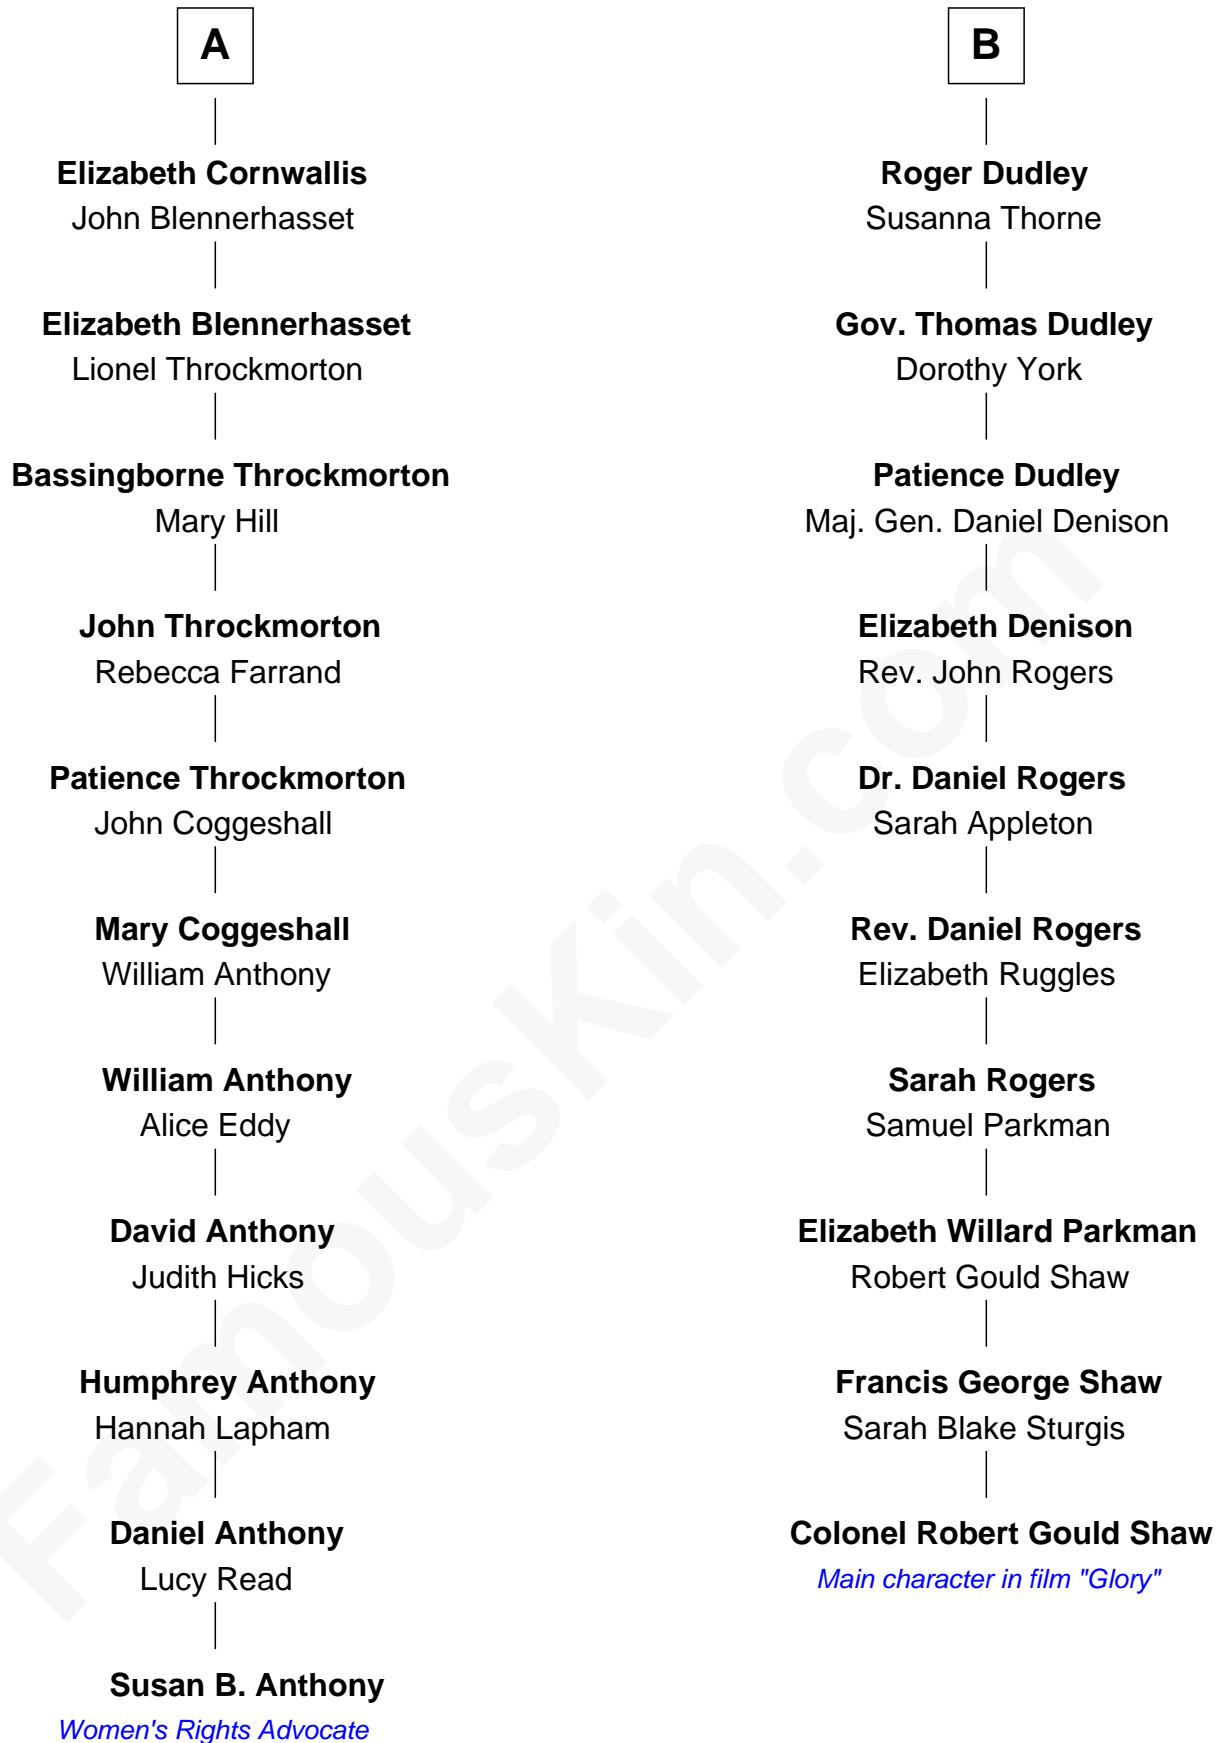 A
Elizabeth Cornwallis
John Blennerhasset
Elizabeth Blennerhasset
Lionel Throckmorton
Bassingborne Throckmorton
Mary Hill
John Throckmorton
Rebecca Farrand
Patience Throckmorton
John Coggeshall
Mary Coggeshall
William Anthony
William Anthony
Alice Eddy
David Anthony
Judith Hicks
Humphrey Anthony
Hannah Lapham
Daniel Anthony
Lucy Read
Susan B. Anthony
Women's Rights Advocate
B
Roger Dudley
Susanna Thorne
Gov. Thomas Dudley
Dorothy York
Patience Dudley
Maj. Gen. Daniel Denison
Elizabeth Denison
Rev. John Rogers
Dr. Daniel Rogers
Sarah Appleton
Rev. Daniel Rogers
Elizabeth Ruggles
Sarah Rogers
Samuel Parkman
Elizabeth Willard Parkman
Robert Gould Shaw
Francis George Shaw
Sarah Blake Sturgis
Colonel Robert Gould Shaw
Main character in film "Glory"
FamousKin.com